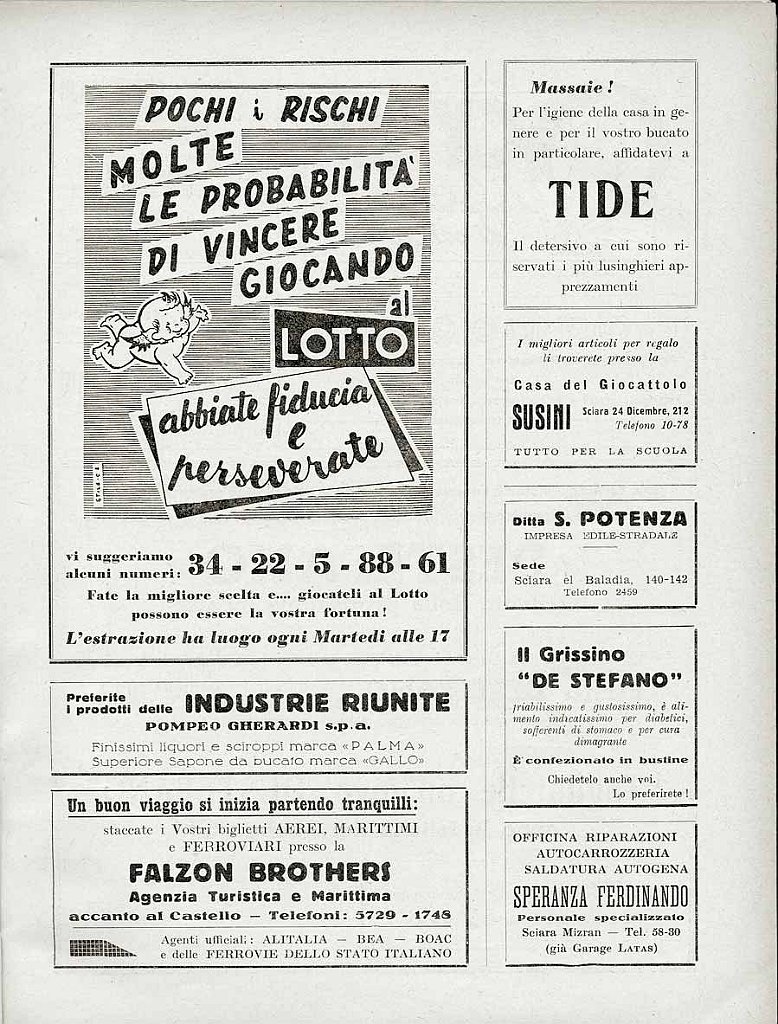 POCHI i RISCHI
MOLTE
LE PROBABILITA'
DI VINCERE
GIOCANDO
al
LOTTO
abbiate fiducia
e
perseverate
vi suggeriamo
alcuni numeri: 34 - 22 - 5 - 88 - 61
Fate la migliore scelta e.... giocateli al Lotto
possono essere la vostra fortuna!
L'estrazione ha luogo ogni Martedi alle 17
Preferite
i prodotti delle INDUSTRIE RIUNITE
POMPEO GHERARDI s.p.a.
Finissimi liquori e sciroppi marca «PALMA»
Superiore Sapone da bucato marca «GALLO»
Un buon viaggio si inizia partendo tranquilli:
staccate i Vostri biglietti AEREI, MARITTIMI
e FERROVIARI presso la
FALZON BROTHERS
Agenzia Turistica e Marittima
accanto al Castello — Telefoni: 5729 - 1748
Agenti ufficiali: ALITALIA — BEA — BOAC
e delle FERROVIE DELLO STATO ITALIANO
Massaie!
Per l'igiene della casa in ge-
nere e per il vostro bucato
in particolare, affidatevi a
TIDE
Il detersivo a cui sono ri-
servati i più lusinghieri ap-
prezzamenti
I migliori articoli per regalo
li troverete presso la
Casa del Giocattolo
SUSINI Sciara 24 Dicembre, 212
Telefono 10-78
TUTTO PER LA SCUOLA
Ditta S. POTENZA
IMPRESA EDILE-STRADALE
Sede
Sciara el Baladia, 140-142
Telefono 2459
Il Grissino
"DE STEFANO"
friabilissimo e gustosissimo, è ali-
mento indicatissimo per diabetici,
sofferenti di stomaco e per cura
dimagrante
È confezionato in bustine
Chiedetelo anche voi.
Lo preferirete!
OFFICINA RIPARAZIONI
AUTOCARROZZERIA
SALDATURA AUTOGENA
SPERANZA FERDINANDO
Personale specializzato
Sciara Mizran — Tel. 58-30
(già Garage LATAS)